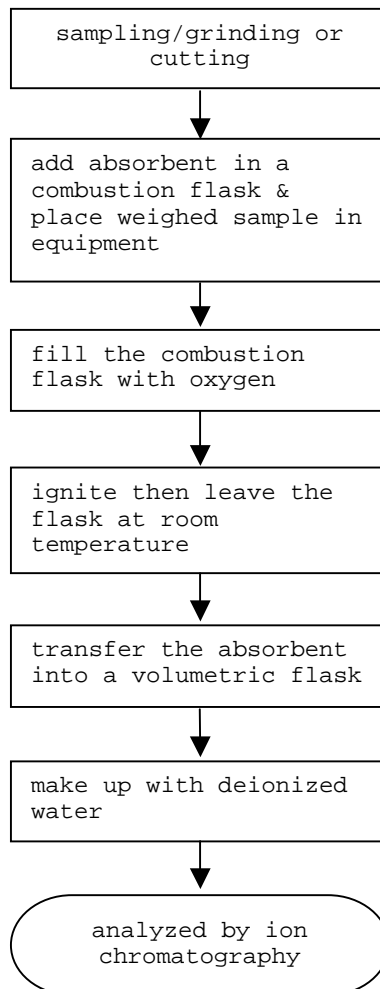 sampling/grinding or
cutting
add absorbent in a
combustion flask &
place weighed sample in
equipment
fill the combustion
flask with oxygen
ignite then leave the
flask at room
temperature
transfer the absorbent
into a volumetric flask
make up with deionized
water
analyzed by ion
chromatography